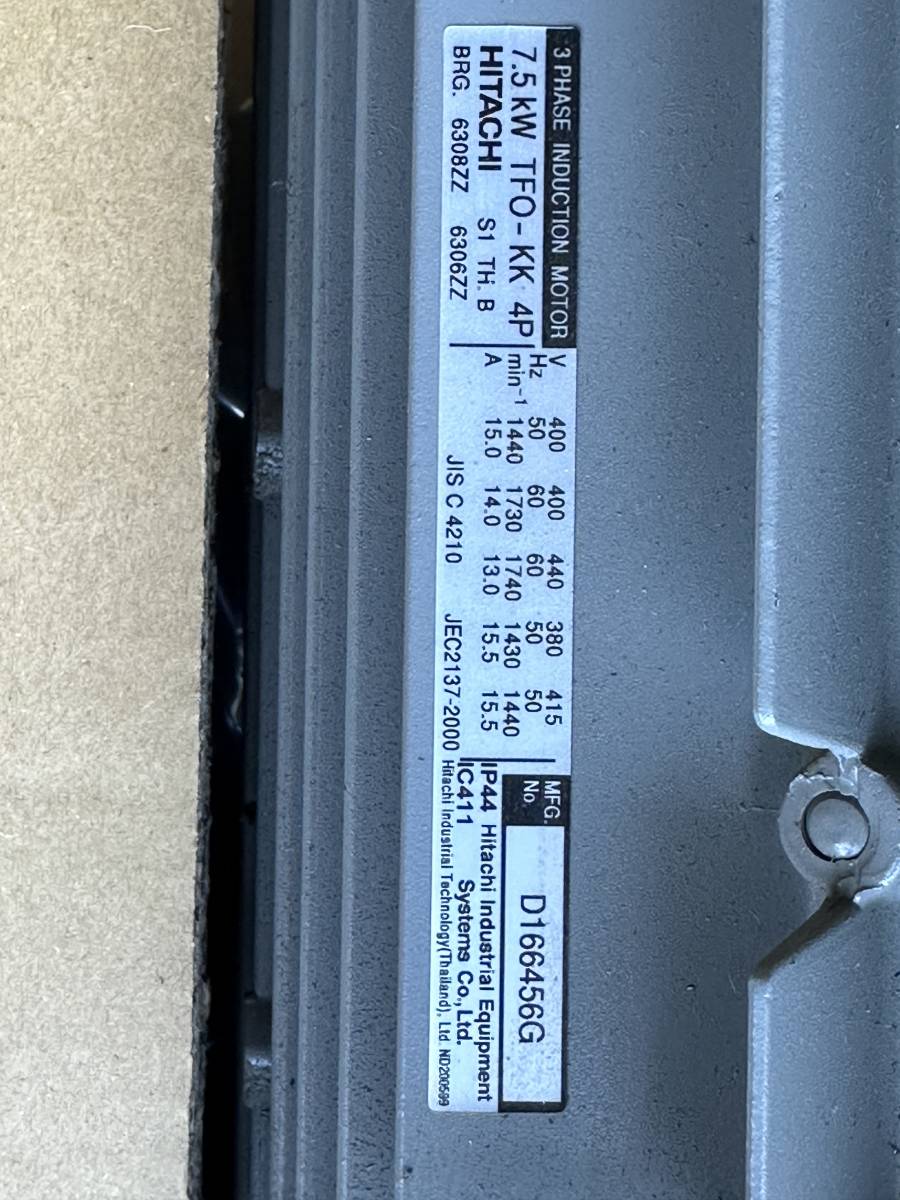 3 PHASE INDUCTION MOTOR
7.5 kW TFO-KK 4P
HITACHI S1 TH. B
BRG. 6308ZZ 6306ZZ
V 400 400 440 380 415
Hz 50 60 60 50 50
min⁻¹ 1440 1730 1740 1430 1440
A 15.0 14.0 13.0 15.5 15.5
JIS C 4210 JEC2137-2000
MFG. No. D166456G
IP44 Hitachi Industrial Equipment
IC411 Systems Co., Ltd.
Hitachi Industrial Technology(Thailand), Ltd. ND200599